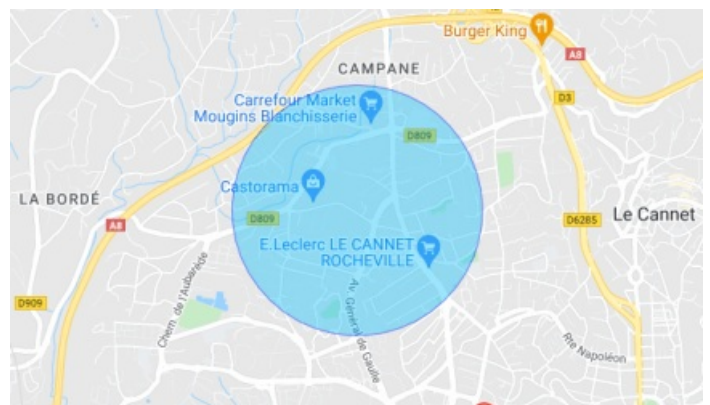 Burger King
A8
CAMPANE
D3
Carrefour Market
Mougins Blanchisserie
D809
Castorama
LA BORDÉ
D809
Le Cannet
D6285
A8
E.Leclerc LE CANNET
ROCHEVILLE
Chem. de l'Aubarède
D909
Av. Général de Gaulle
Rte Napoléon